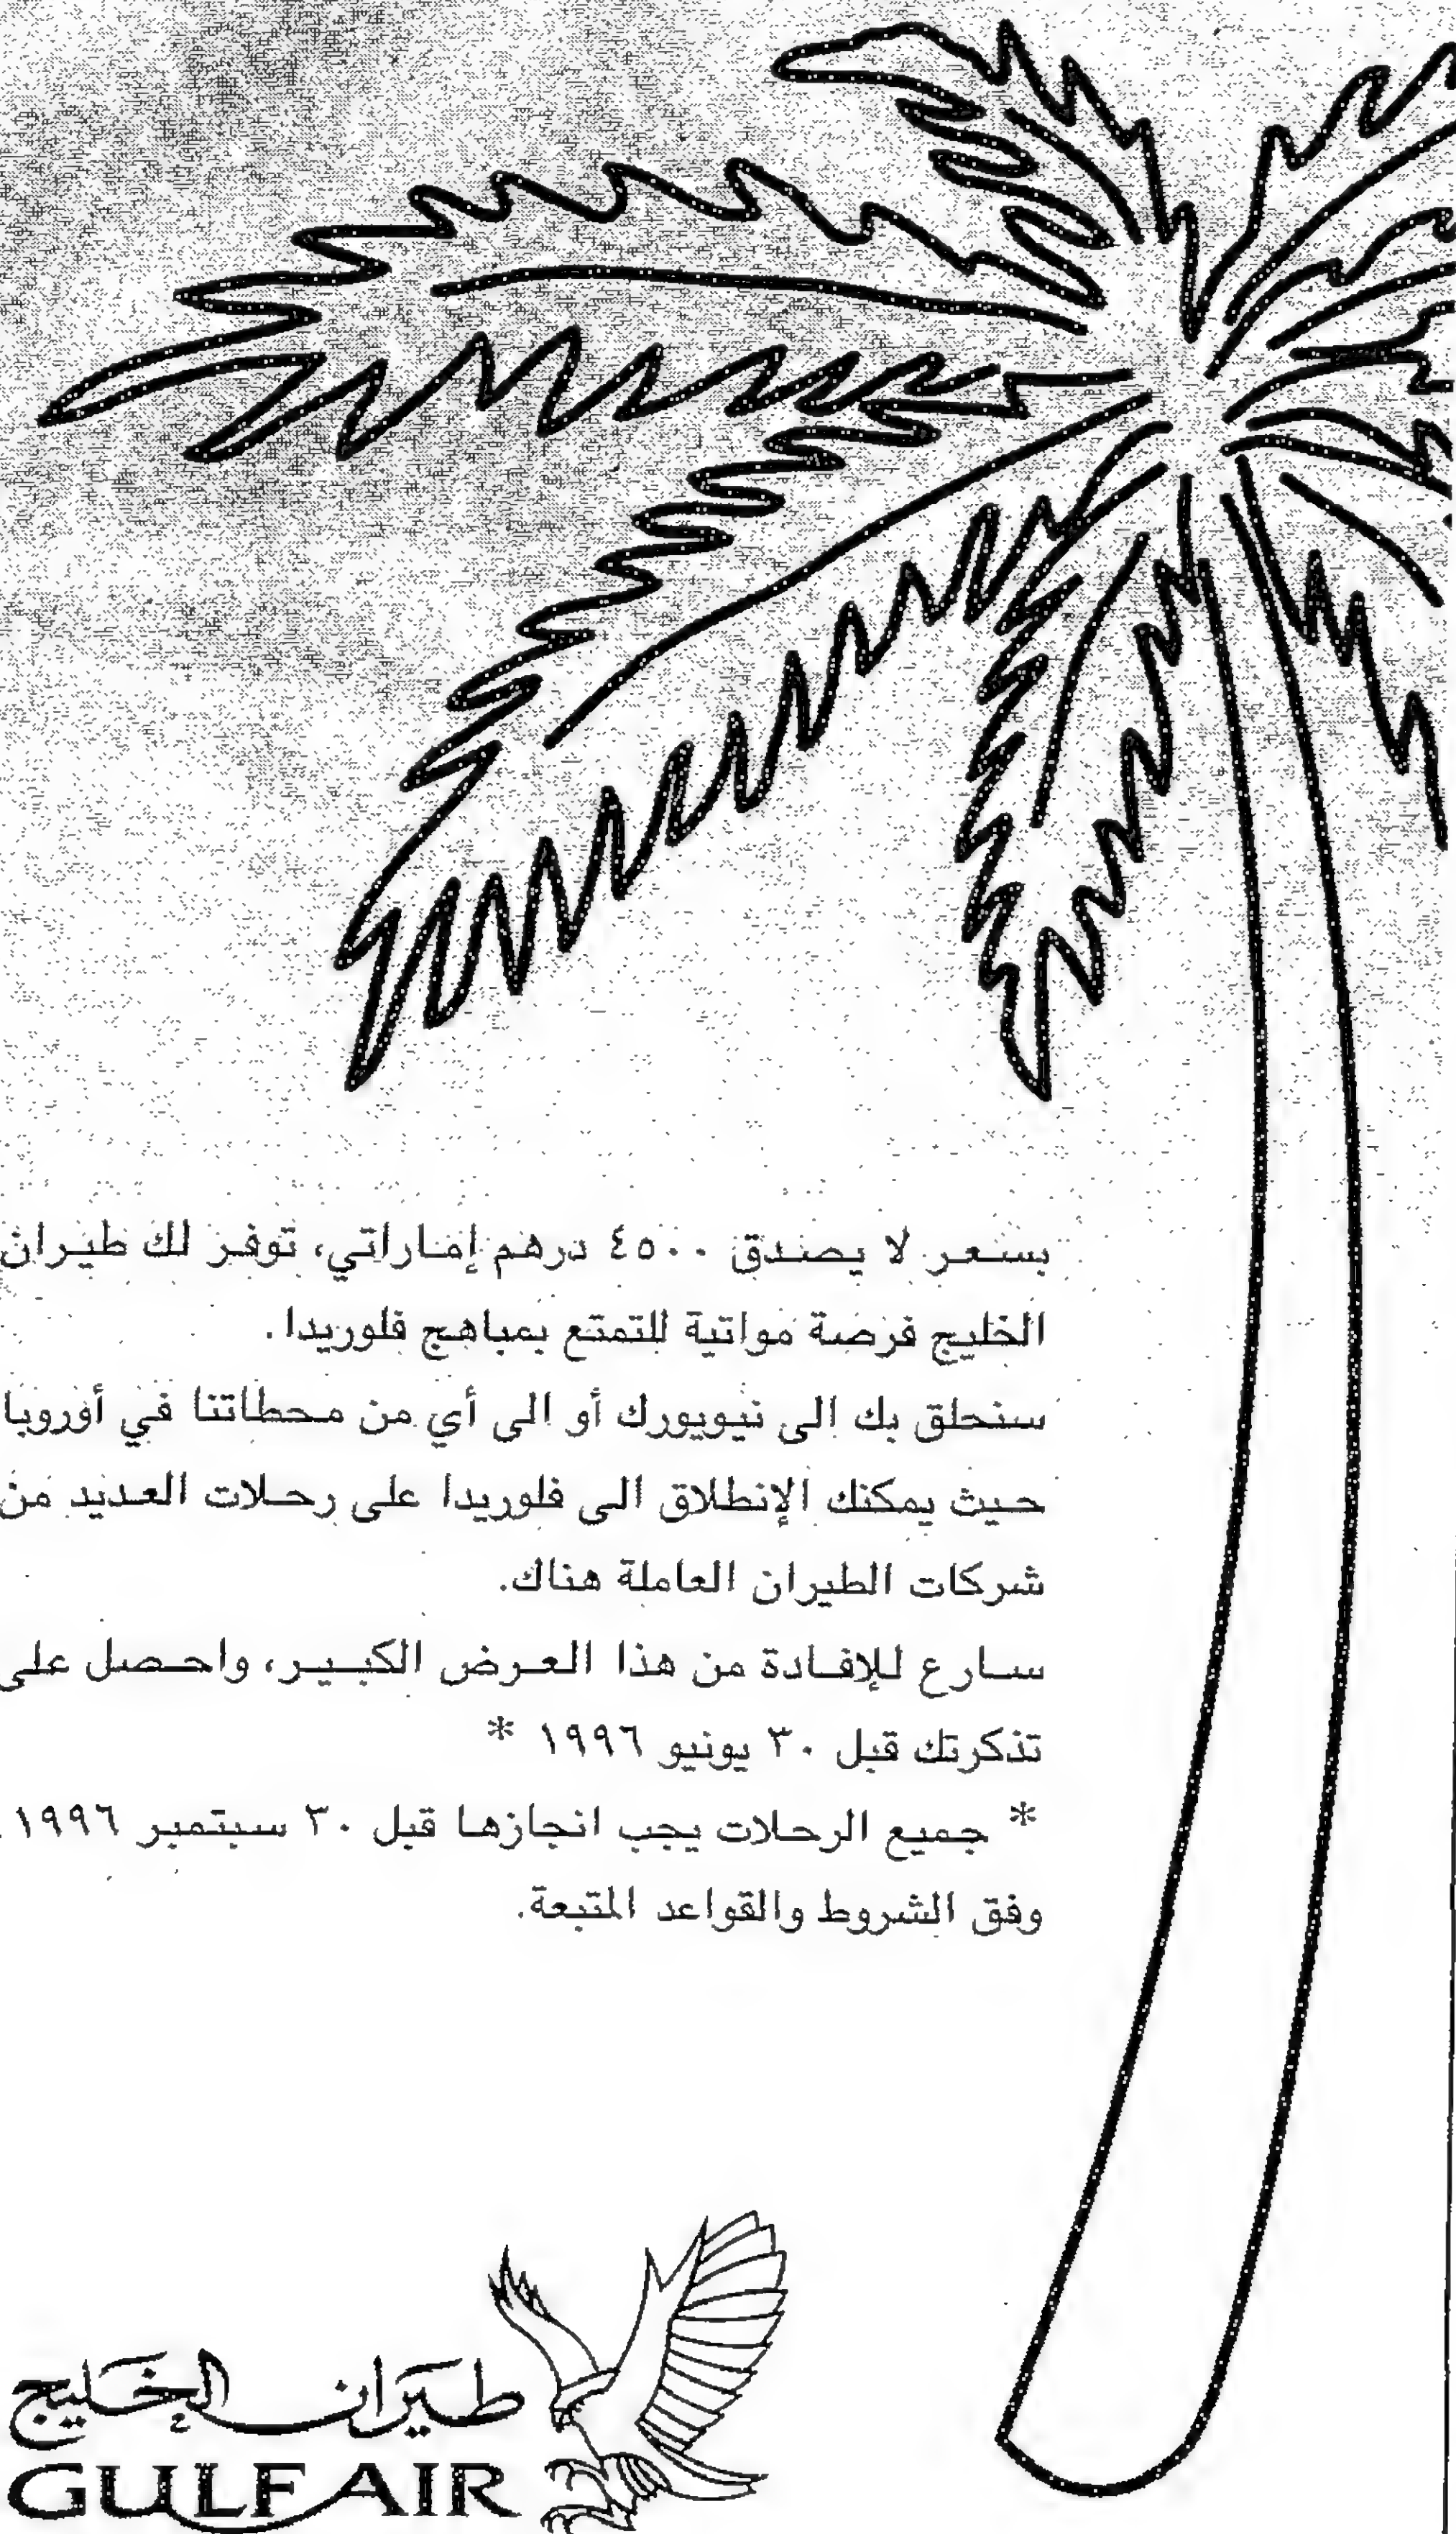 بسعر لا يصدق ٤٥٠٠ درهم إماراتي، توفر لك طيران
الخليج فرصة مواتية للتمتع بمباهج فلوريدا.
سنحلق بك الى نيويورك أو الى أي من محطاتنا في أوروبا
حيث يمكنك الإنطلاق الى فلوريدا على رحلات العديد من
شركات الطيران العاملة هناك.
سارع للإفادة من هذا العرض الكبير، واحصل على
تذكرتك قبل ٣٠ يونيو ١٩٩٦ *
* جميع الرحلات يجب انجازها قبل ٣٠ سبتمبر ١٩٩٦.
وفق الشروط والقواعد المتبعة.
طيران الخليج
GULF AIR